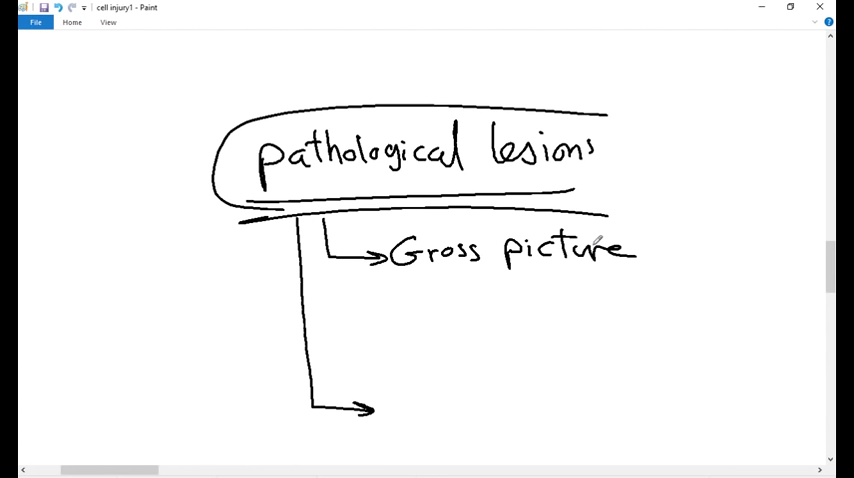 cell injury1 - Paint
File Home View
pathological lesions
Gross picture